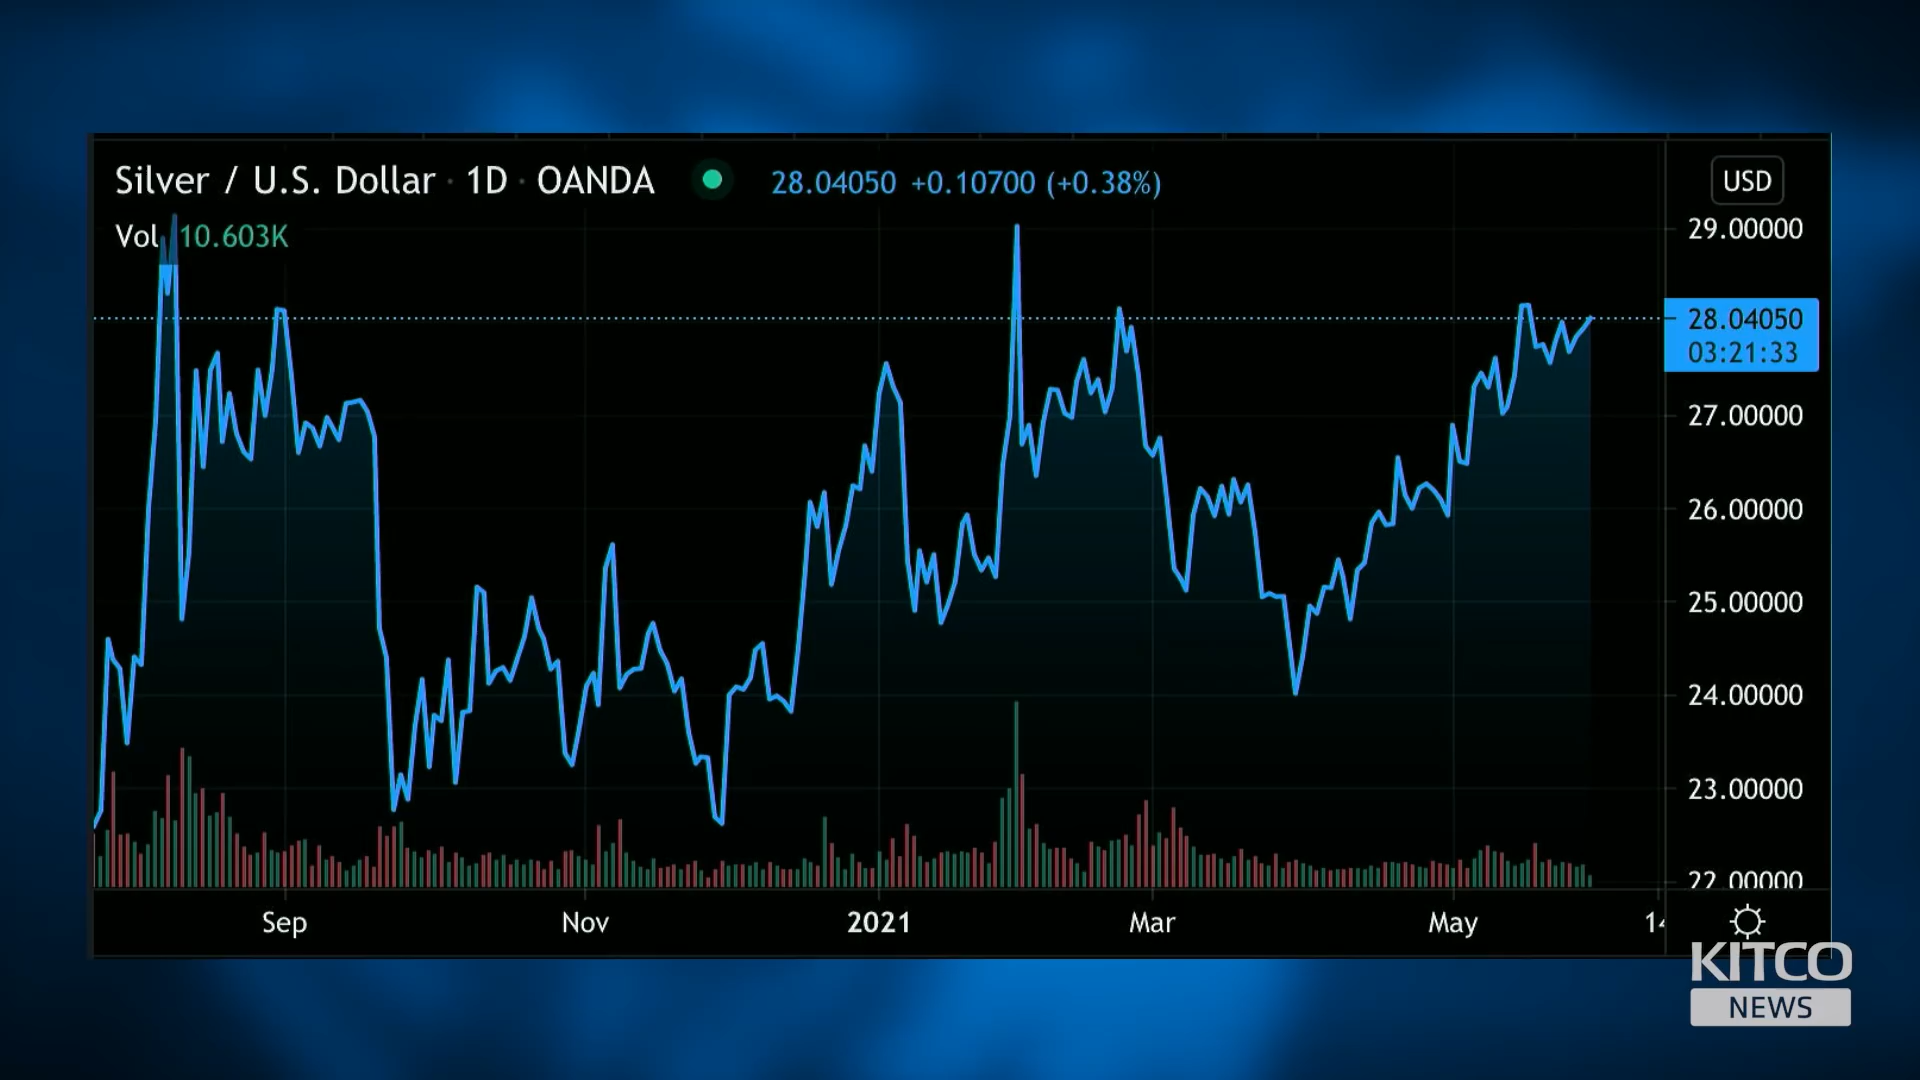 Silver / U.S. Dollar · 1D · OANDA
28.04050 +0.10700 (+0.38%)
USD
Vol 10.603K
29.00000
28.04050
03:21:33
27.00000
26.00000
25.00000
24.00000
23.00000
22.00000
Sep Nov 2021 Mar May 14
KITCO
NEWS